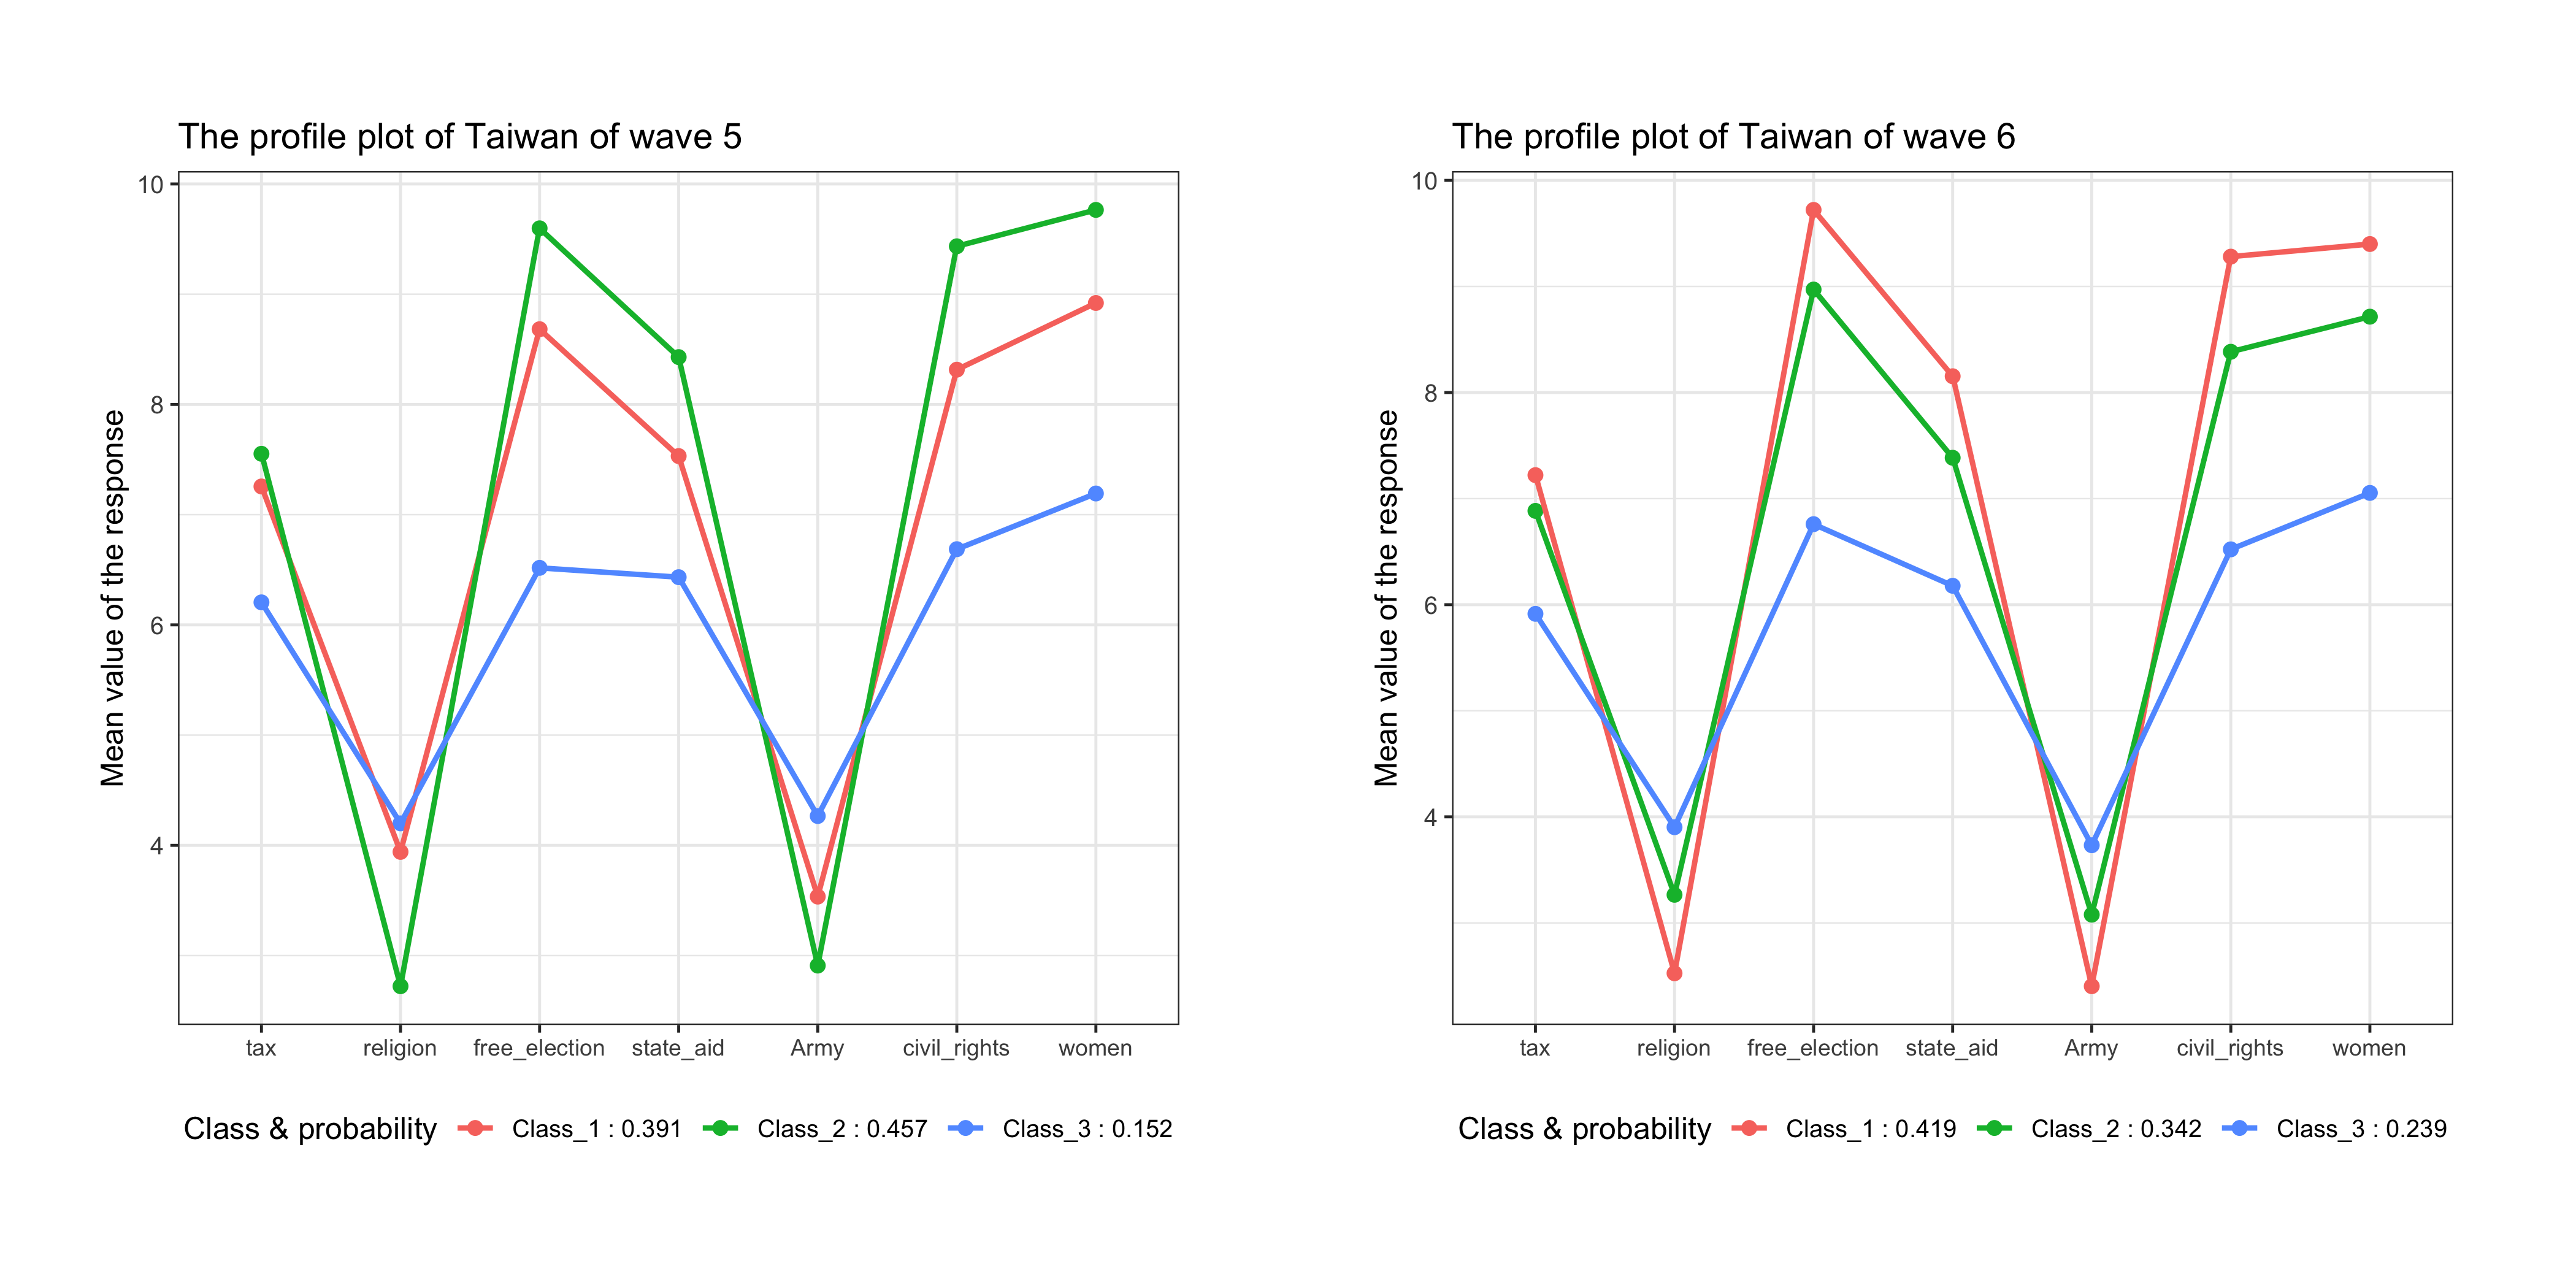 The profile plot of Taiwan of wave 5
Mean value of the response
10
8
6
4
tax religion free_election state_aid Army civil_rights women
Class & probability Class_1 : 0.391 Class_2 : 0.457 Class_3 : 0.152
The profile plot of Taiwan of wave 6
Mean value of the response
10
8
6
4
tax religion free_election state_aid Army civil_rights women
Class & probability Class_1 : 0.419 Class_2 : 0.342 Class_3 : 0.239